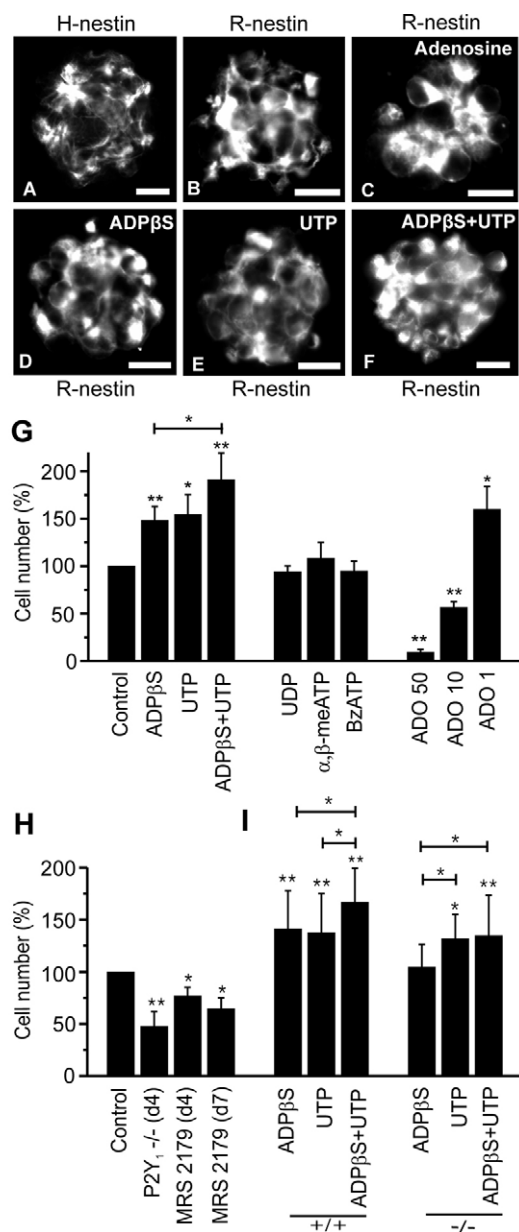 H-nestin R-nestin R-nestin
Adenosine
A B C
ADPβS UTP ADPβS+UTP
D E F
R-nestin R-nestin R-nestin
G
*
** * ** ** ** *
Cell number (%)
200
150
100
50
0
Control
ADPβS
UTP
ADPβS+UTP
UDP
α,β-meATP
BzATP
ADO 50
ADO 10
ADO 1
H I
* * * *
** * * ** ** ** * **
Cell number (%)
200
150
100
50
0
Control
P2Y₁ -/- (d4)
MRS 2179 (d4)
MRS 2179 (d7)
ADPβS
UTP
ADPβS+UTP
ADPβS
UTP
ADPβS+UTP
+/+ -/-